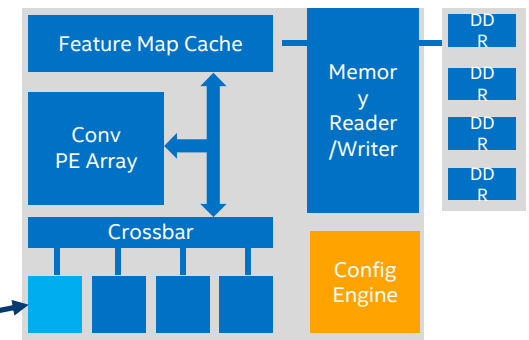 Feature Map Cache
Memor
y
Reader
/Writer
DD
R
DD
R
DD
R
DD
R
Conv
PE Array
Crossbar
Config
Engine